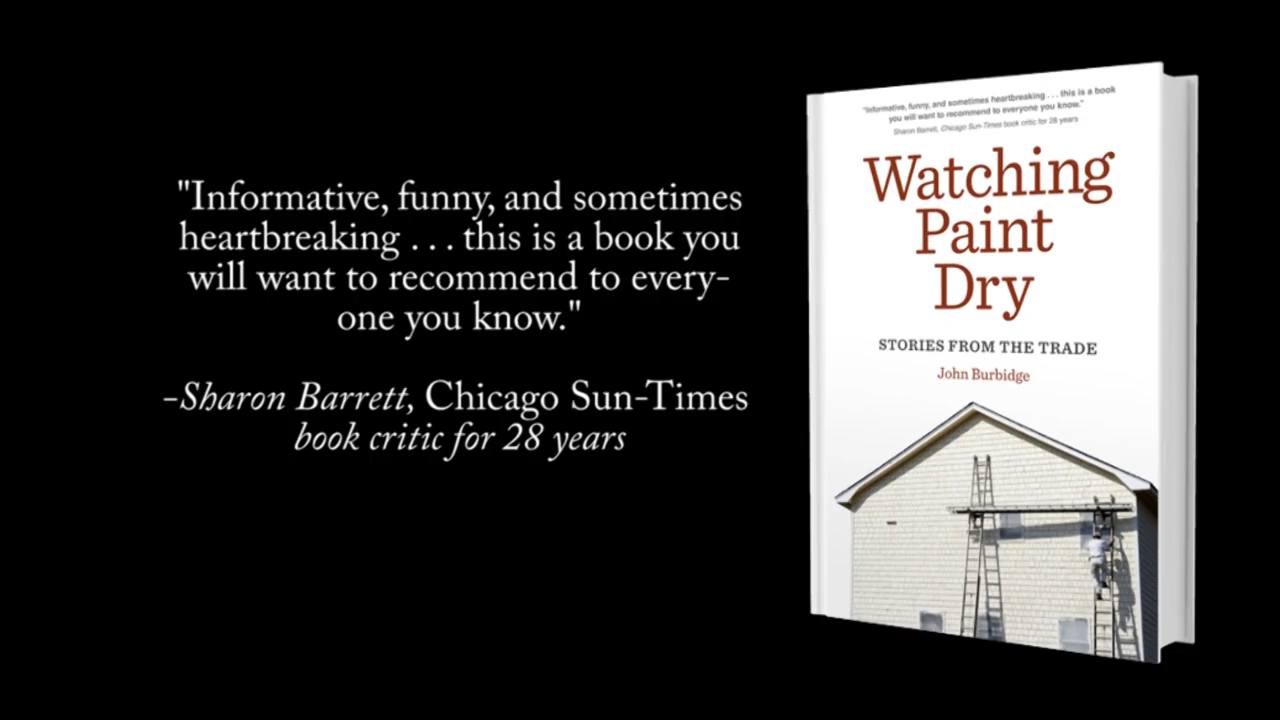 "Informative, funny, and sometimes
heartbreaking . . . this is a book you
will want to recommend to every-
one you know."
-Sharon Barrett, Chicago Sun-Times
book critic for 28 years
"Informative, funny, and sometimes heartbreaking . . . this is a book
you will want to recommend to everyone you know."
Sharon Barrett, Chicago Sun-Times book critic for 28 years
Watching
Paint
Dry
STORIES FROM THE TRADE
John Burbidge